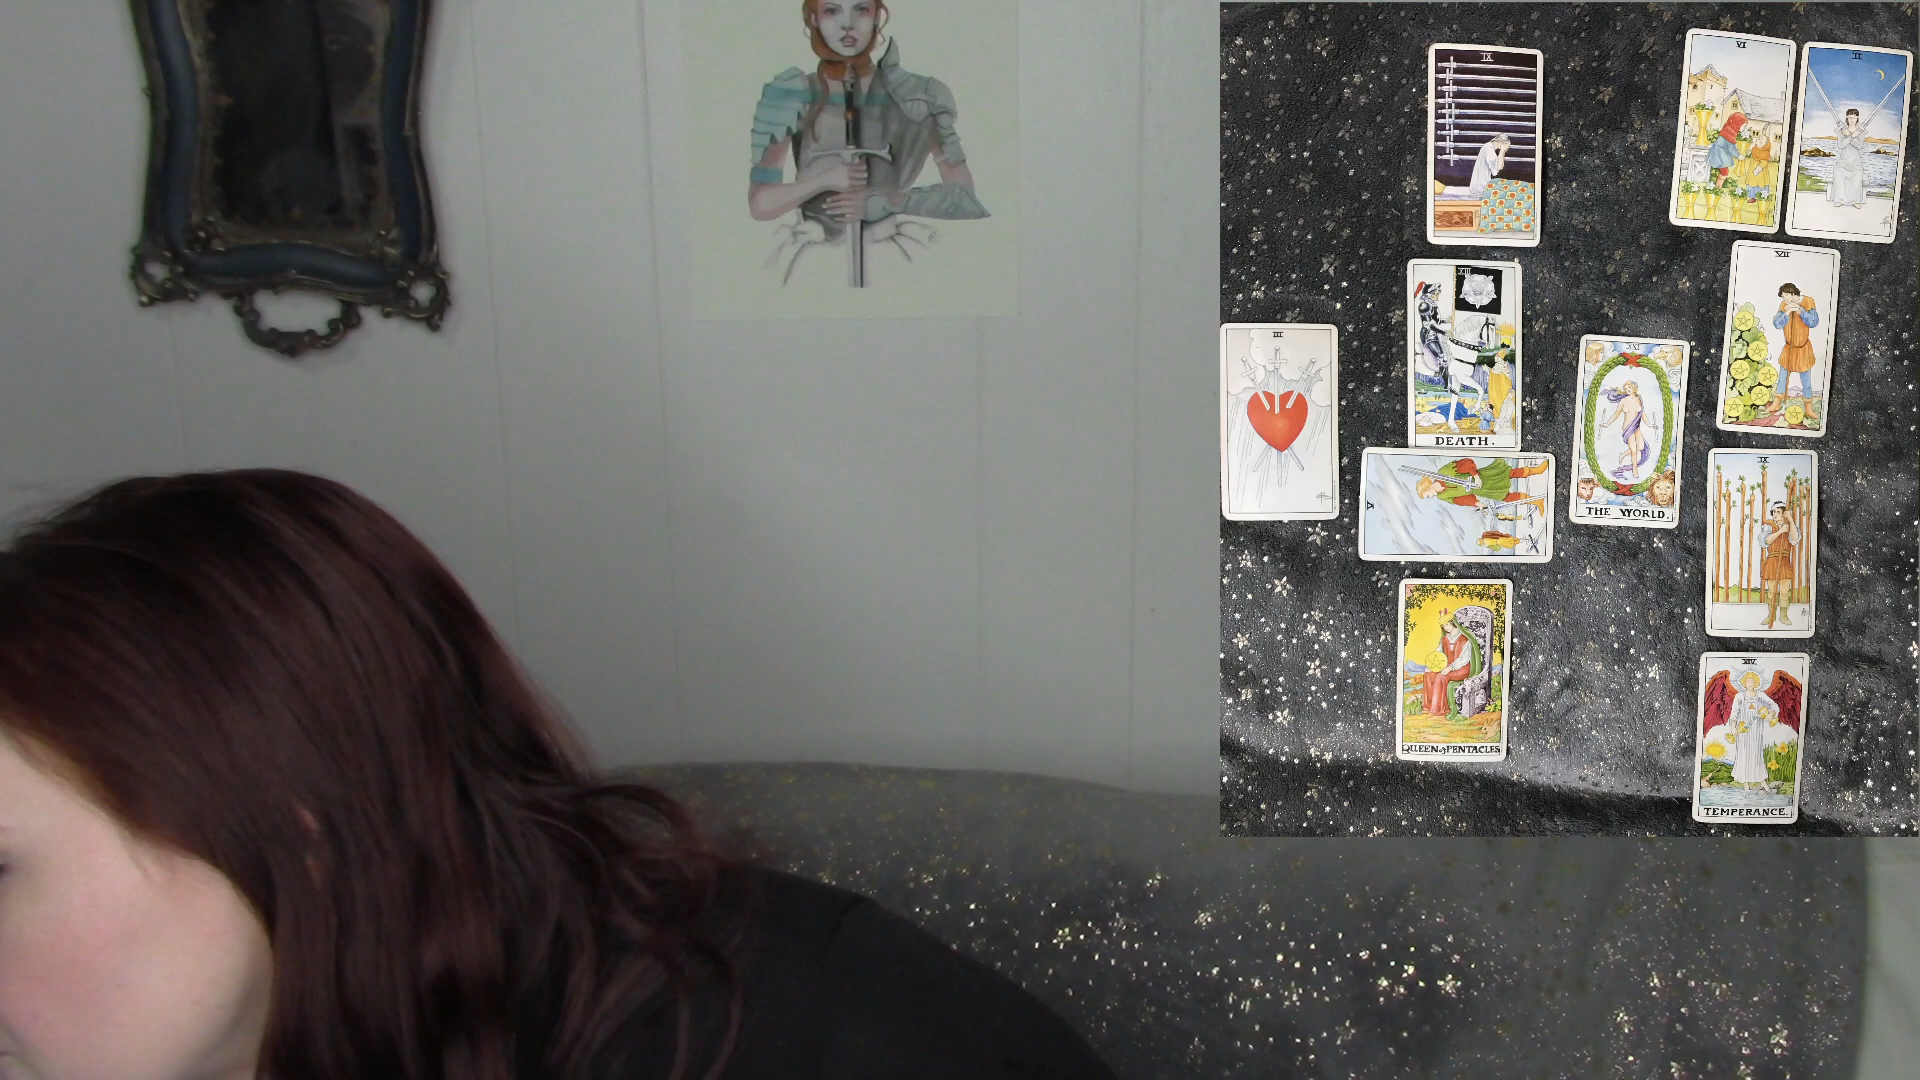 IX
VI
II
VII
XIII
III
XXI
DEATH.
IX
V
THE WORLD.
QUEEN of PENTACLES
XIV
TEMPERANCE.